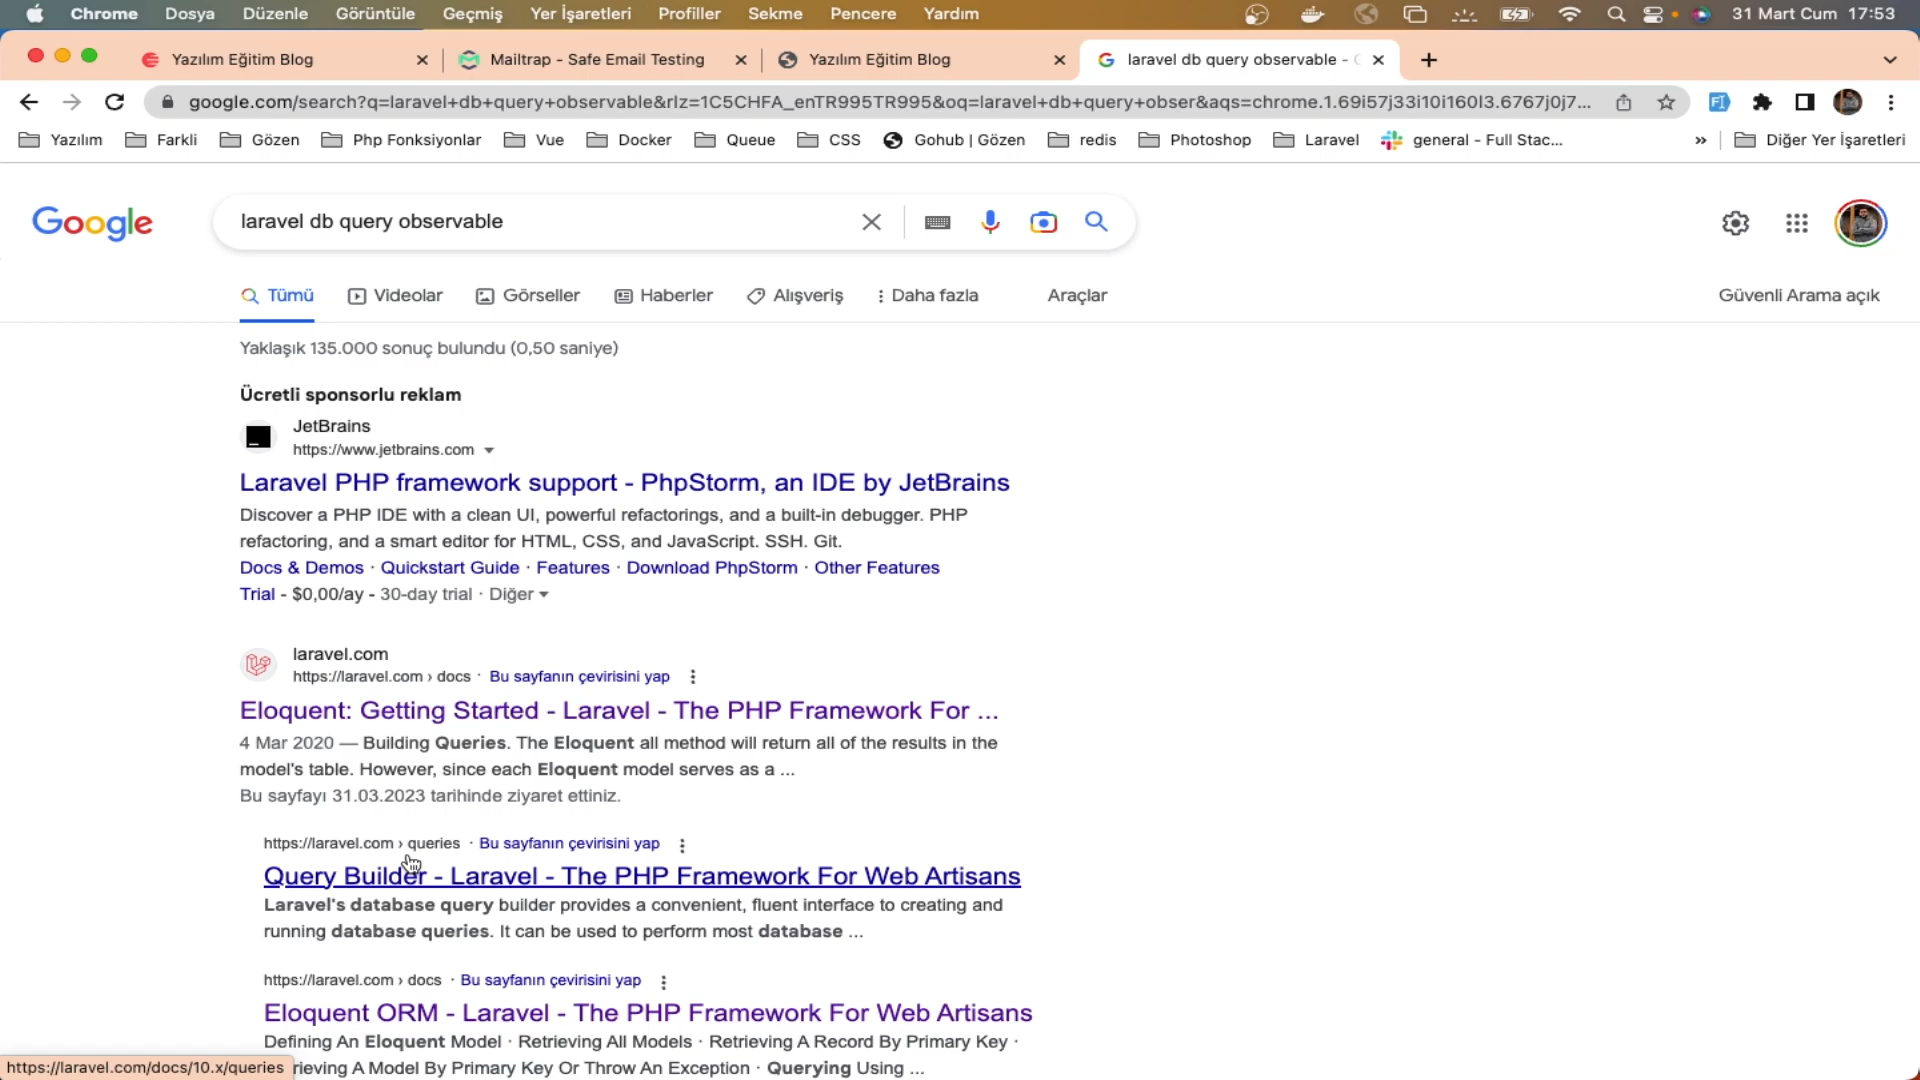 Chrome Dosya Düzenle Görüntüle Geçmiş Yer İşaretleri Profiller Sekme Pencere Yardım 31 Mart Cum 17:53
Yazılım Eğitim Blog Mailtrap - Safe Email Testing Yazılım Eğitim Blog laravel db query observable -
google.com/search?q=laravel+db+query+observable&rlz=1C5CHFA_enTR995TR995&oq=laravel+db+query+obser&aqs=chrome.1.69i57j33i10i160l3.6767j0j7...
Yazılım Farkli Gözen Php Fonksiyonlar Vue Docker Queue CSS Gohub | Gözen redis Photoshop Laravel general - Full Stac... » Diğer Yer İşaretleri
Google laravel db query observable
Tümü Videolar Görseller Haberler Alışveriş Daha fazla Araçlar Güvenli Arama açık
Yaklaşık 135.000 sonuç bulundu (0,50 saniye)
Ücretli sponsorlu reklam
JetBrains
https://www.jetbrains.com
Laravel PHP framework support - PhpStorm, an IDE by JetBrains
Discover a PHP IDE with a clean UI, powerful refactorings, and a built-in debugger. PHP
refactoring, and a smart editor for HTML, CSS, and JavaScript. SSH. Git.
Docs & Demos · Quickstart Guide · Features · Download PhpStorm · Other Features
Trial - $0,00/ay - 30-day trial · Diğer
laravel.com
https://laravel.com › docs · Bu sayfanın çevirisini yap
Eloquent: Getting Started - Laravel - The PHP Framework For ...
4 Mar 2020 — Building Queries. The Eloquent all method will return all of the results in the
model's table. However, since each Eloquent model serves as a ...
Bu sayfayı 31.03.2023 tarihinde ziyaret ettiniz.
https://laravel.com › queries · Bu sayfanın çevirisini yap
Query Builder - Laravel - The PHP Framework For Web Artisans
Laravel's database query builder provides a convenient, fluent interface to creating and
running database queries. It can be used to perform most database ...
https://laravel.com › docs · Bu sayfanın çevirisini yap
Eloquent ORM - Laravel - The PHP Framework For Web Artisans
Defining An Eloquent Model · Retrieving All Models · Retrieving A Record By Primary Key ·
rieving A Model By Primary Key Or Throw An Exception · Querying Using ...
https://laravel.com/docs/10.x/queries